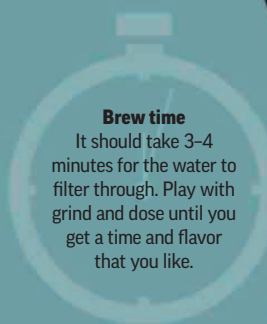 Brew time
It should take 3–4
minutes for the water to
filter through. Play with
grind and dose until you
get a time and flavor
that you like.